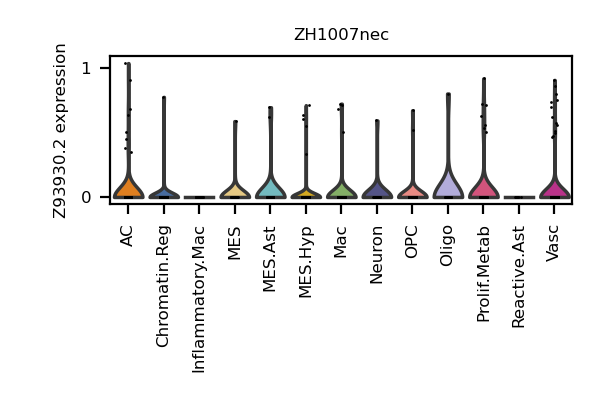 ZH1007nec
Z93930.2 expression
1
0
AC
Chromatin.Reg
Inflammatory.Mac
MES
MES.Ast
MES.Hyp
Mac
Neuron
OPC
Oligo
Prolif.Metab
Reactive.Ast
Vasc